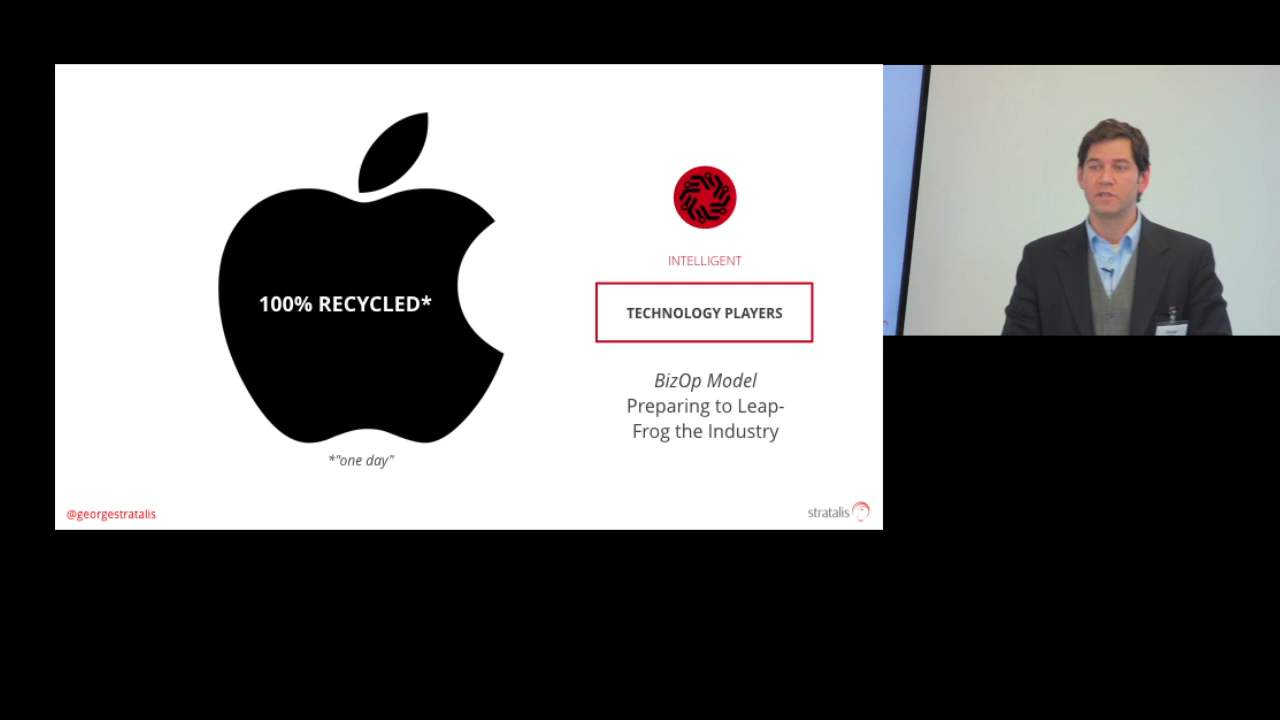 100% RECYCLED*
*"one day"
INTELLIGENT
TECHNOLOGY PLAYERS
BizOp Model
Preparing to Leap-
Frog the Industry
@georgestratalis
stratalis